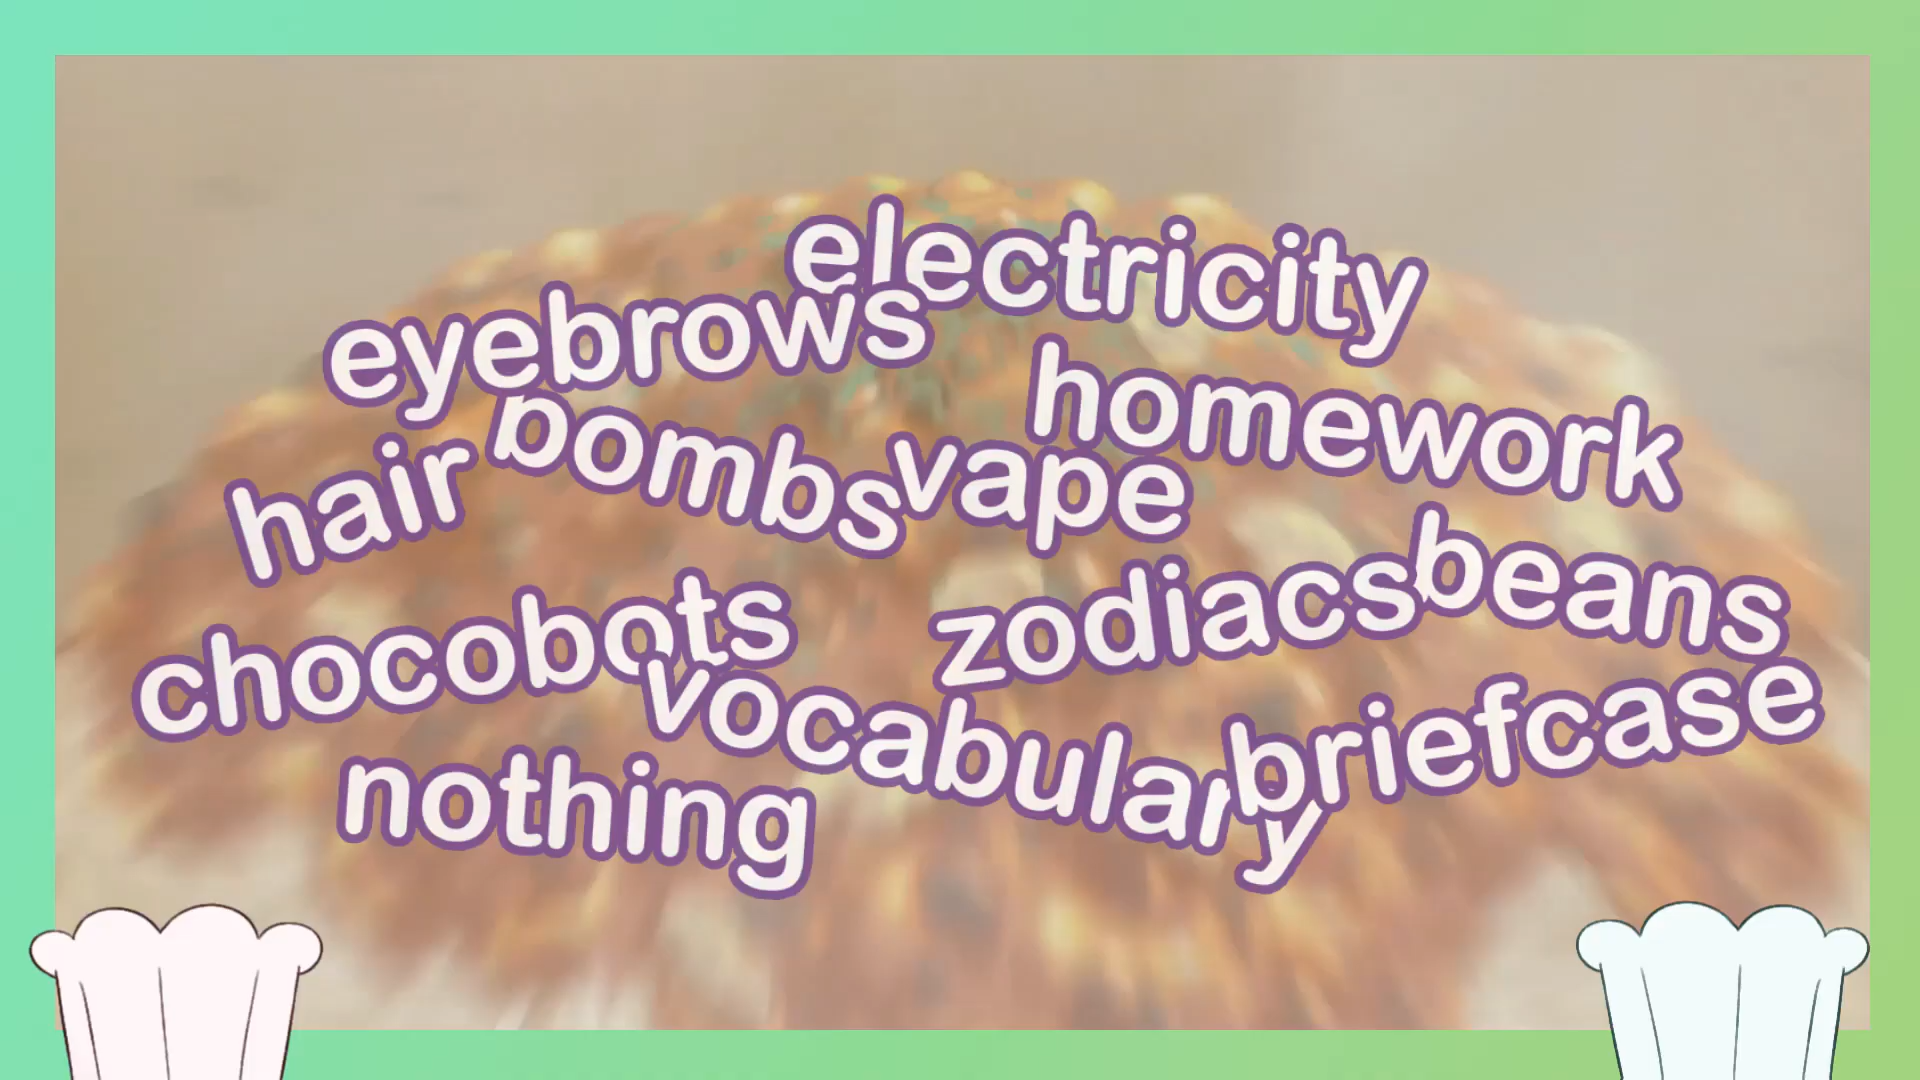 electricity
eyebrows
homework
bombs
hair
vape
beans
zodiacs
chocobots
vocabulary
briefcase
nothing